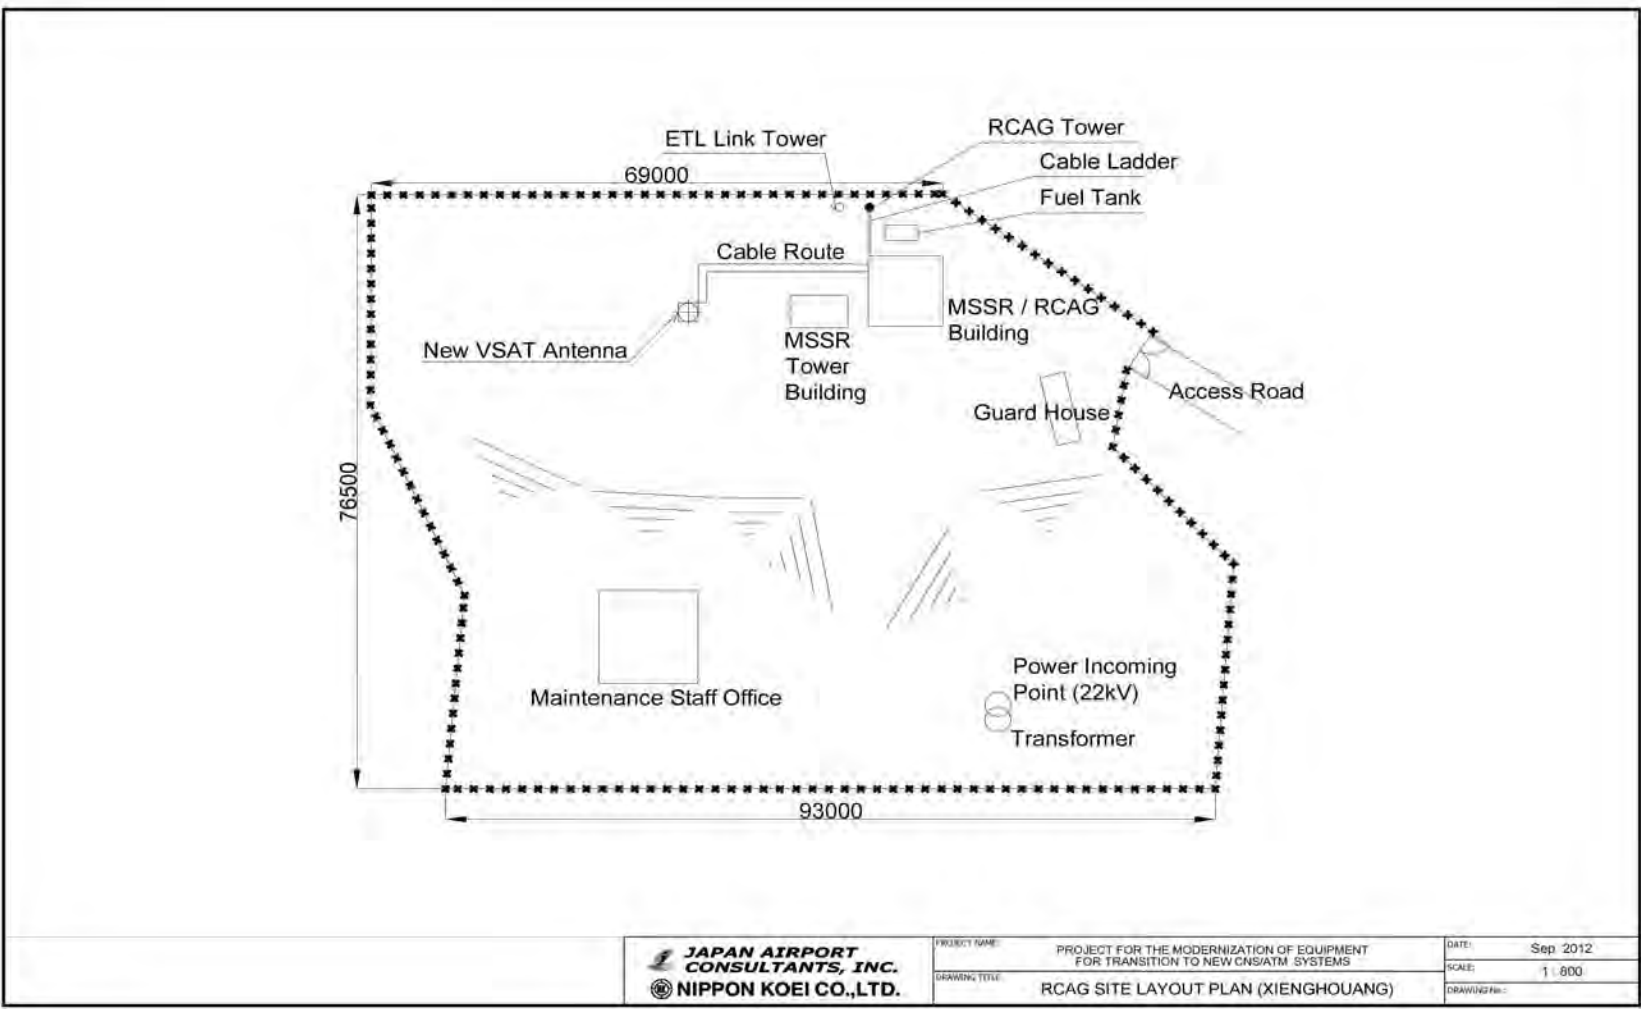 RCAG Tower
ETL Link Tower
Cable Ladder
69000
Fuel Tank
Cable Route
MSSR / RCAG
Building
New VSAT Antenna
MSSR
Tower
Building
Access Road
Guard House
76500
Power Incoming
Point (22kV)
Maintenance Staff Office
Transformer
93000
JAPAN AIRPORT
CONSULTANTS, INC.
NIPPON KOEI CO.,LTD.
PROJECT NAME:
PROJECT FOR THE MODERNIZATION OF EQUIPMENT
FOR TRANSITION TO NEW CNS/ATM SYSTEMS
DRAWING TITLE:
RCAG SITE LAYOUT PLAN (XIENGHOUANG)
DATE:
Sep. 2012
SCALE:
1 : 800
DRAWING No.: